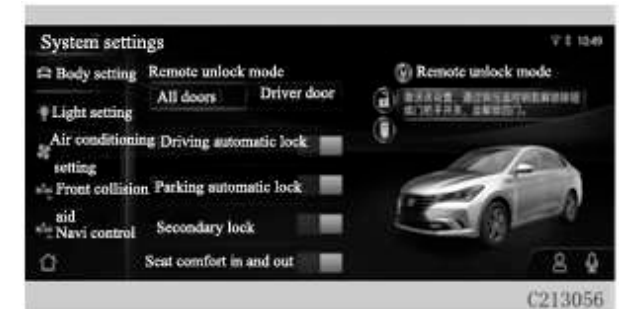 System settings
10:49
Body setting
Remote unlock mode
All doors
Driver door
Light setting
Air conditioning setting
Driving automatic lock
Front collision aid
Parking automatic lock
Navi control
Secondary lock
Seat comfort in and out
Remote unlock mode
C213056